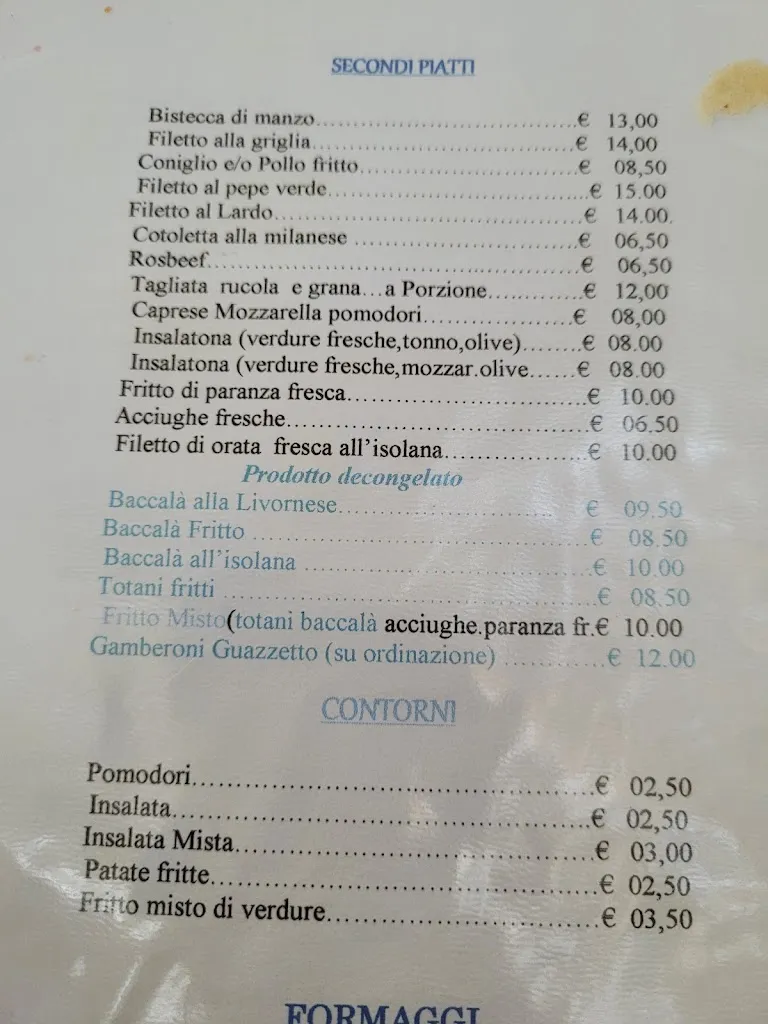 SECONDI PIATTI
Bistecca di manzo..........................................€ 13,00
Filetto alla griglia..........................................€ 14,00
Coniglio e/o Pollo fritto...................................€ 08,50
Filetto al pepe verde........................................€ 15.00
Filetto al Lardo................................................€ 14.00.
Cotoletta alla milanese ...................................€ 06,50
Rosbeef...........................................................€ 06,50
Tagliata rucola e grana...a Porzione..............€ 12,00
Caprese Mozzarella pomodori.......................€ 08,00
Insalatona (verdure fresche,tonno,olive).......€ 08.00
Insalatona (verdure fresche,mozzar.olive......€ 08.00
Fritto di paranza fresca....................................€ 10.00
Acciughe fresche.............................................€ 06.50
Filetto di orata fresca all'isolana.....................€ 10.00
Prodotto decongelato
Baccalà alla Livornese............................... € 09.50
Baccalà Fritto ................................................€ 08.50
Baccalà all'isolana ..........................................€ 10.00
Totani fritti ....................................................€ 08.50
Fritto Misto(totani baccalà acciughe.paranza fr.€ 10.00
Gamberoni Guazzetto (su ordinazione) ..............€ 12.00
CONTORNI
Pomodori.....................................................€ 02,50
Insalata........................................................€ 02,50
Insalata Mista..............................................€ 03,00
Patate fritte..................................................€ 02,50
Fritto misto di verdure..................................€ 03,50
FORMAGGI